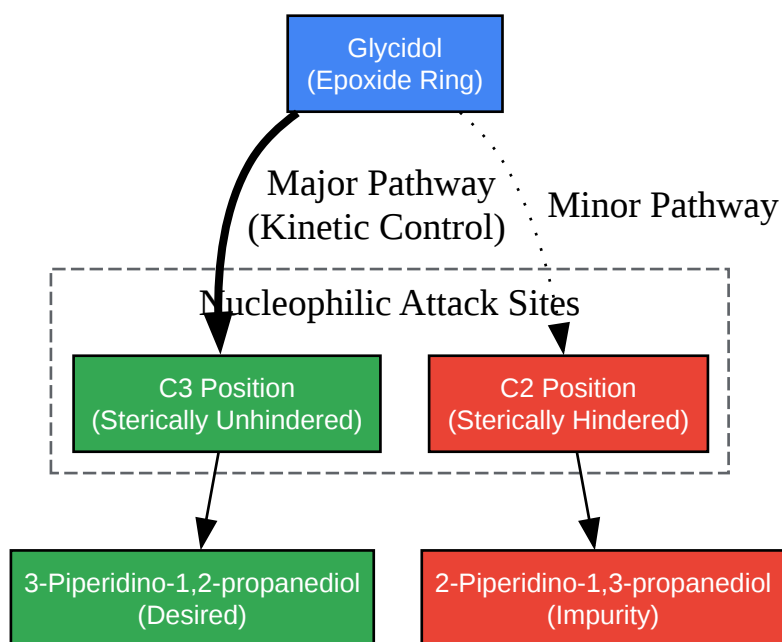 Glycidol
(Epoxide Ring)
Major Pathway
(Kinetic Control)
Minor Pathway
Nucleophilic Attack Sites
C3 Position
(Sterically Unhindered)
C2 Position
(Sterically Hindered)
3-Piperidino-1,2-propanediol
(Desired)
2-Piperidino-1,3-propanediol
(Impurity)